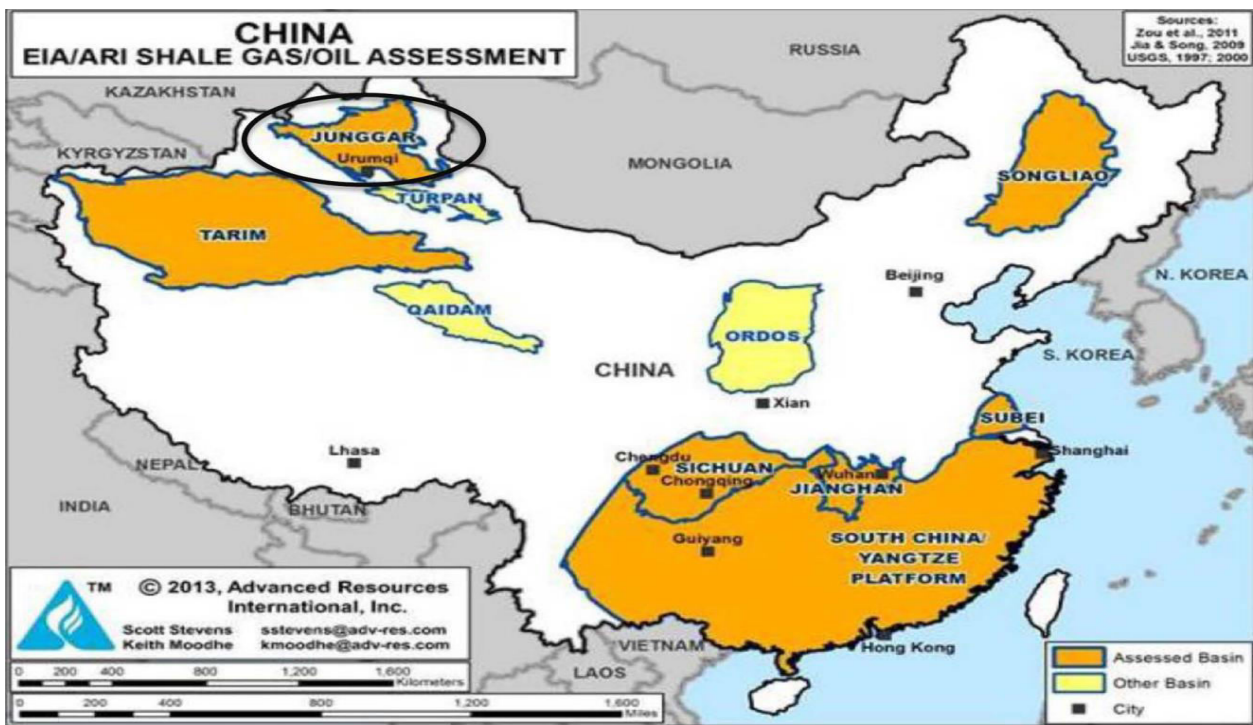 CHINA
EIA/ARI SHALE GAS/OIL ASSESSMENT
Sources:
Zou et al., 2011
Jia & Song, 2009
USGS, 1997; 2000
RUSSIA
KAZAKHSTAN
JUNGGAR
KYRGYZSTAN
Urumqi
MONGOLIA
SONGLIAO
TURPAN
TARIM
Beijing
N. KOREA
QAIDAM
ORDOS
S. KOREA
CHINA
Xian
SUBEI
Lhasa
Shanghai
Chengdu
SICHUAN
Wuhan
NEPAL
Chongqing
JIANGHAN
INDIA
BHUTAN
Guiyang
SOUTH CHINA/
YANGTZE
PLATFORM
TM
© 2013, Advanced Resources
International, Inc.
Scott Stevens sstevens@adv-res.com
Keith Moodhe kmoodhe@adv-res.com
VIETNAM
Hong Kong
LAOS
Assessed Basin
Other Basin
City
0 200 400 800 1,200 1,600
Kilometers
0 200 400 800 1,200 1,600
Miles